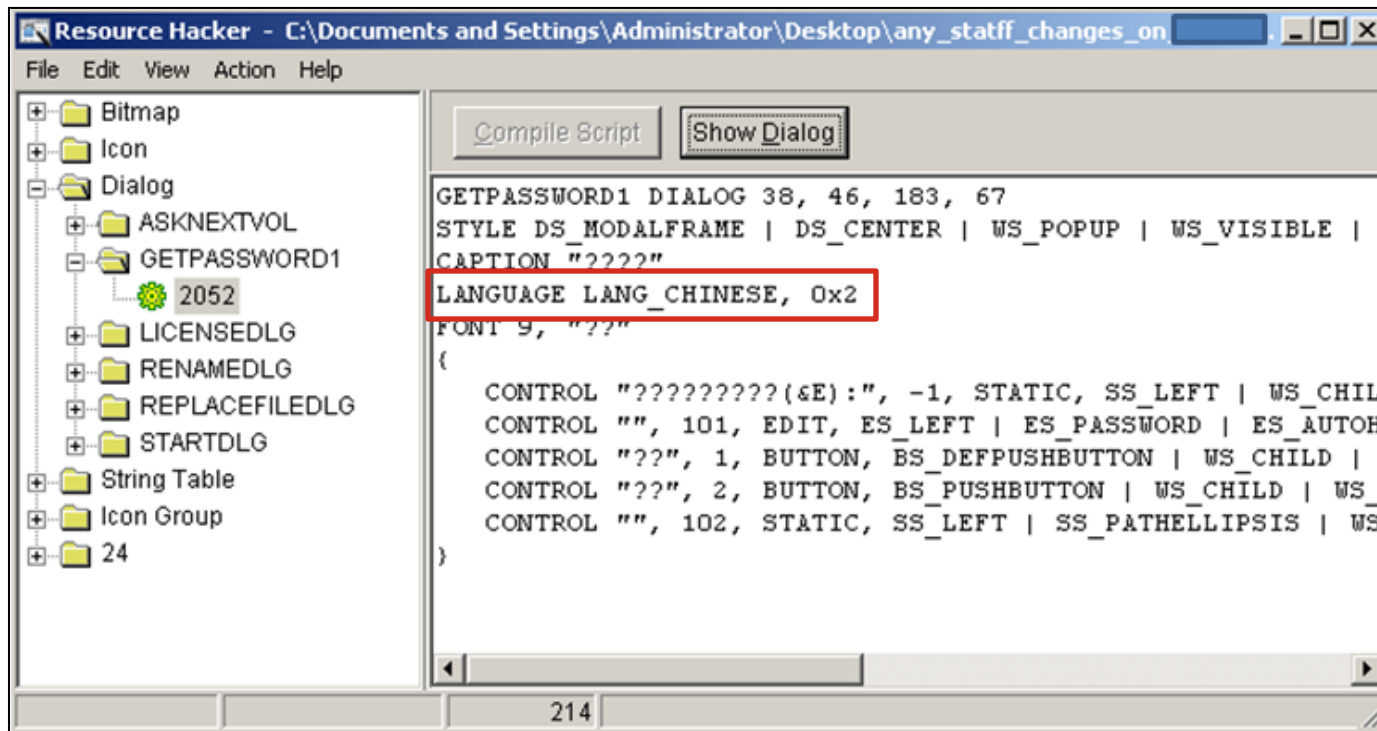 Resource Hacker - C:\Documents and Settings\Administrator\Desktop\any_statff_changes_on_ .
File Edit View Action Help
Bitmap
Icon
Dialog
ASKNEXTVOL
GETPASSWORD1
2052
LICENSEDLG
RENAMEDLG
REPLACEFILEDLG
STARTDLG
String Table
Icon Group
24
Compile Script Show Dialog
GETPASSWORD1 DIALOG 38, 46, 183, 67
STYLE DS_MODALFRAME | DS_CENTER | WS_POPUP | WS_VISIBLE |
CAPTION "????"
LANGUAGE LANG_CHINESE, 0x2
FONT 9, "??"
{
CONTROL "?????????(&E):", -1, STATIC, SS_LEFT | WS_CHIL
CONTROL "", 101, EDIT, ES_LEFT | ES_PASSWORD | ES_AUTOH
CONTROL "??", 1, BUTTON, BS_DEFPUSHBUTTON | WS_CHILD |
CONTROL "??", 2, BUTTON, BS_PUSHBUTTON | WS_CHILD | WS_
CONTROL "", 102, STATIC, SS_LEFT | SS_PATHELLIPSIS | WS
}
214